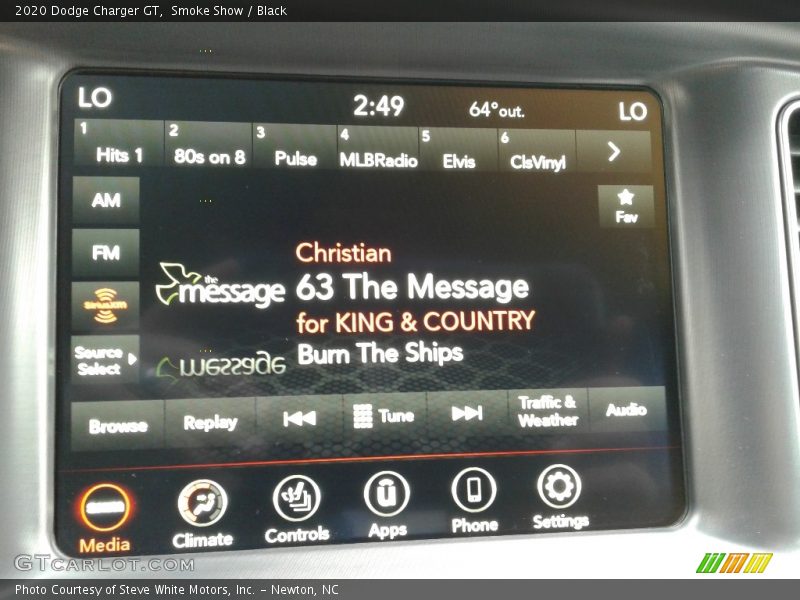 2020 Dodge Charger GT, Smoke Show / Black
LO
2:49
64° out.
LO
1 Hits 1
2 80s on 8
3 Pulse
4 MLBRadio
5 Elvis
6 ClsVinyl
AM
FM
SiriusXM
Source Select
Fav
the message
Christian
63 The Message
for KING & COUNTRY
Burn The Ships
message
Browse
Replay
Tune
Traffic & Weather
Audio
Media
Climate
Controls
Apps
Phone
Settings
GTCARLOT.COM
Photo Courtesy of Steve White Motors, Inc. – Newton, NC